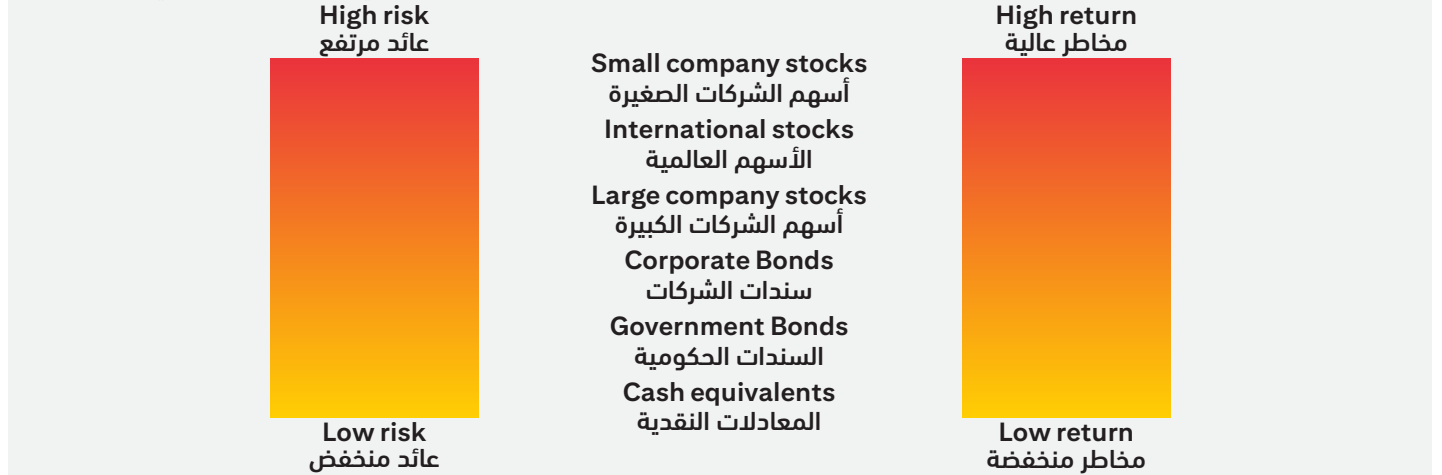 High risk
عائد مرتفع
High return
مخاطر عالية
Small company stocks
أسهم الشركات الصغيرة
International stocks
الأسهم العالمية
Large company stocks
أسهم الشركات الكبيرة
Corporate Bonds
سندات الشركات
Government Bonds
السندات الحكومية
Cash equivalents
المعادلات النقدية
Low risk
عائد منخفض
Low return
مخاطر منخفضة